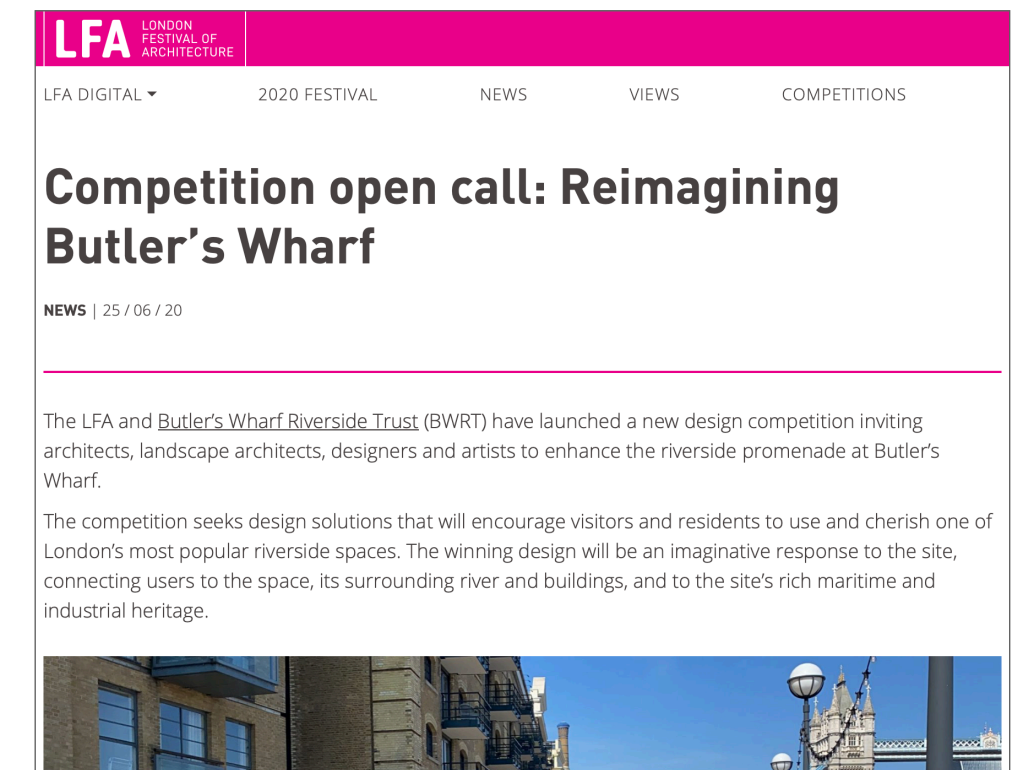 LFA
LONDON
FESTIVAL OF
ARCHITECTURE
LFA DIGITAL
2020 FESTIVAL
NEWS
VIEWS
COMPETITIONS
Competition open call: Reimagining
Butler’s Wharf
NEWS | 25 / 06 / 20
The LFA and Butler’s Wharf Riverside Trust (BWRT) have launched a new design competition inviting
architects, landscape architects, designers and artists to enhance the riverside promenade at Butler’s
Wharf.
The competition seeks design solutions that will encourage visitors and residents to use and cherish one of
London’s most popular riverside spaces. The winning design will be an imaginative response to the site,
connecting users to the space, its surrounding river and buildings, and to the site’s rich maritime and
industrial heritage.